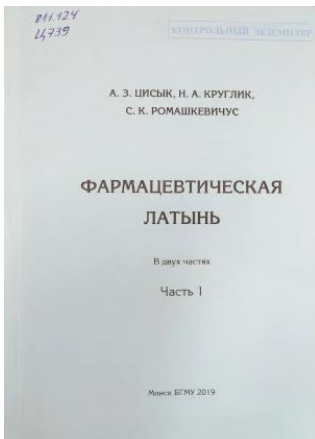 811.124
Ц739
КОНТРОЛЬНЫЙ ЭКЗЕМПЛЯР
А. З. ЦИСЫК, Н. А. КРУГЛИК,
С. К. РОМАШКЕВИЧУС
ФАРМАЦЕВТИЧЕСКАЯ
ЛАТЫНЬ
В двух частях
Часть 1
Минск БГМУ 2019